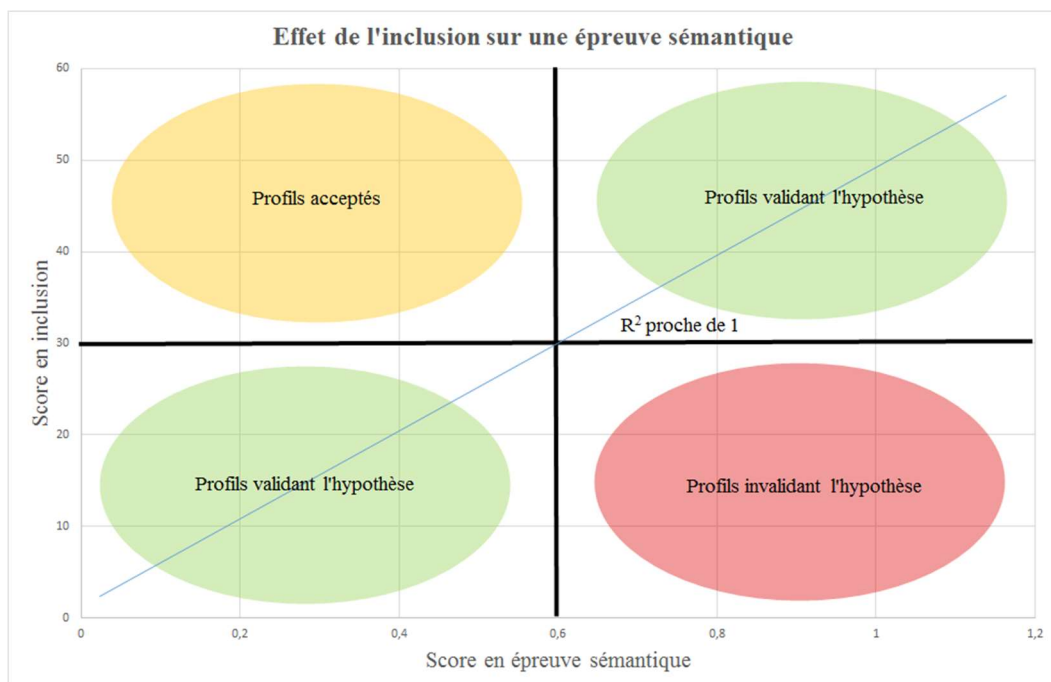 Effet de l'inclusion sur une épreuve sémantique
60
50
40
30
20
10
0
Score en inclusion
Profils acceptés
Profils validant l'hypothèse
R² proche de 1
Profils validant l'hypothèse
Profils invalidant l'hypothèse
0
0,2
0,4
0,6
0,8
1
1,2
Score en épreuve sémantique